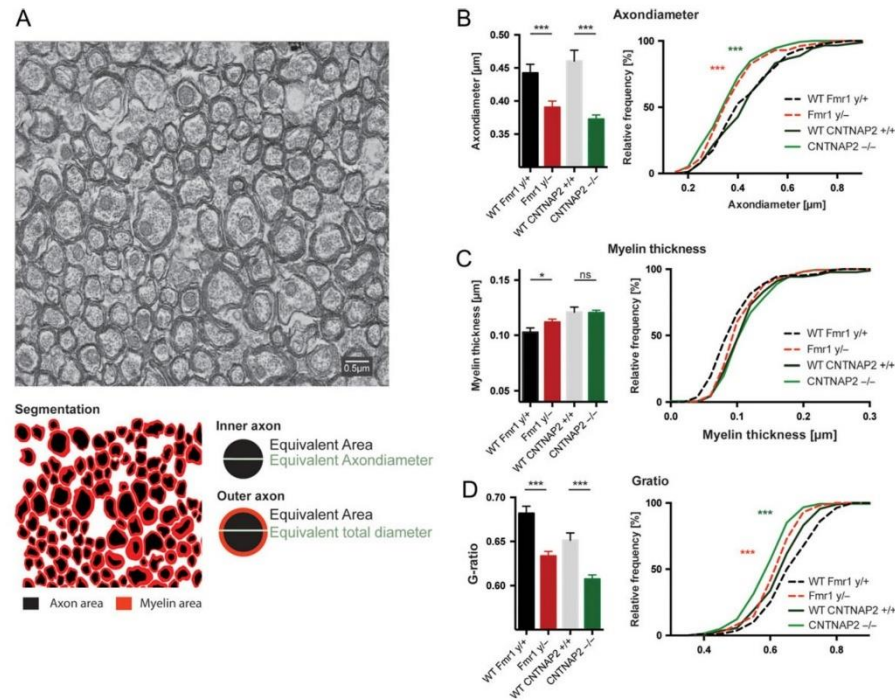 A
0.5µm
Segmentation
Inner axon
Equivalent Area
Equivalent Axondiameter
Outer axon
Equivalent Area
Equivalent total diameter
Axon area
Myelin area
B
Axondiameter
***
***
Axondiameter [µm]
0.45
0.40
0.35
WT Fmr1 y/+
Fmr1 y/–
WT CNTNAP2 +/+
CNTNAP2 –/–
Relative frequency [%]
100
50
0
***
***
WT Fmr1 y/+
Fmr1 y/–
WT CNTNAP2 +/+
CNTNAP2 –/–
0.2
0.4
0.6
0.8
Axondiameter [µm]
C
Myelin thickness
*
ns
Myelin thickness [µm]
0.15
0.10
0.05
WT Fmr1 y/+
Fmr1 y/–
WT CNTNAP2 +/+
CNTNAP2 –/–
Relative frequency [%]
100
50
0
WT Fmr1 y/+
Fmr1 y/–
WT CNTNAP2 +/+
CNTNAP2 –/–
0.0
0.1
0.2
0.3
Myelin thickness [µm]
D
Gratio
***
***
G-ratio
0.70
0.65
0.60
WT Fmr1 y/+
Fmr1 y/–
WT CNTNAP2 +/+
CNTNAP2 –/–
Relative frequency [%]
100
50
0
***
***
WT Fmr1 y/+
Fmr1 y/–
WT CNTNAP2 +/+
CNTNAP2 –/–
0.4
0.6
0.8